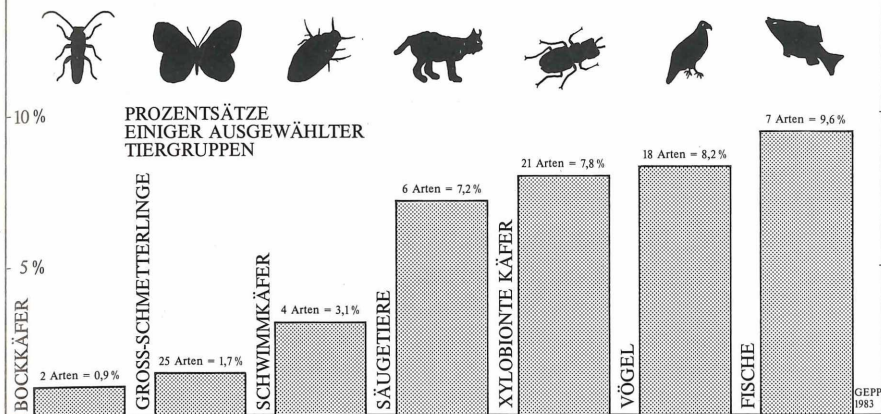 PROZENTSÄTZE
EINIGER AUSGEWÄHLTER
TIERGRUPPEN
10 %
5 %
BOCKKÄFER
2 Arten = 0,9 %
GROSS-SCHMETTERLINGE
25 Arten = 1,7 %
SCHWIMMKÄFER
4 Arten = 3,1 %
SÄUGETIERE
6 Arten = 7,2 %
XYLOBIONTE KÄFER
21 Arten = 7,8 %
VÖGEL
18 Arten = 8,2 %
FISCHE
7 Arten = 9,6 %
GEPP
1983